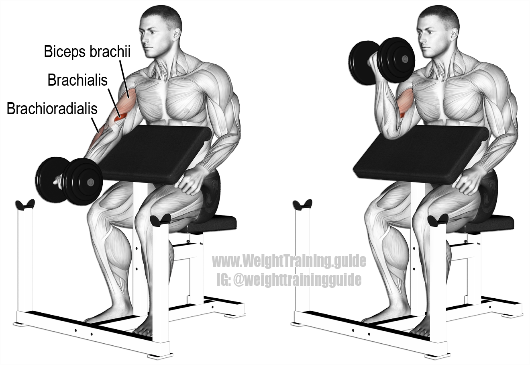 Biceps brachii
Brachialis
Brachioradialis
www.WeightTraining.guide
IG: @weighttrainingguide